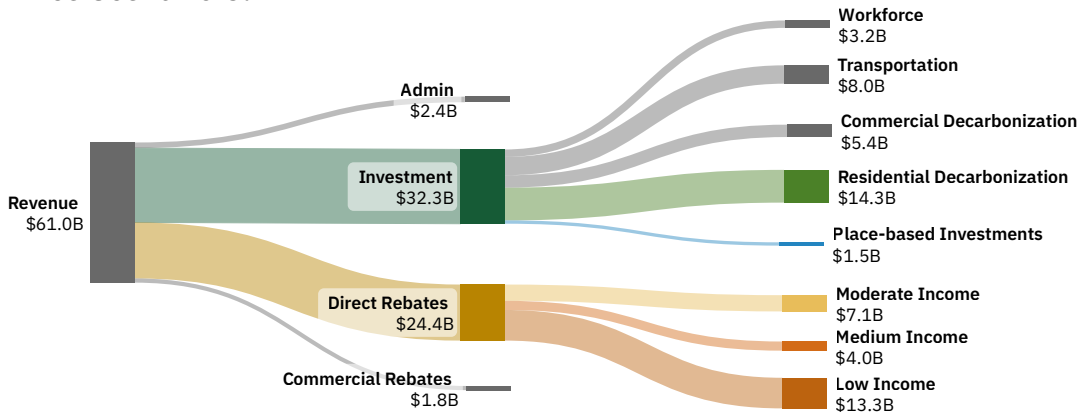 Revenue
$61.0B
Admin
$2.4B
Investment
$32.3B
Direct Rebates
$24.4B
Commercial Rebates
$1.8B
Workforce
$3.2B
Transportation
$8.0B
Commercial Decarbonization
$5.4B
Residential Decarbonization
$14.3B
Place-based Investments
$1.5B
Moderate Income
$7.1B
Medium Income
$4.0B
Low Income
$13.3B